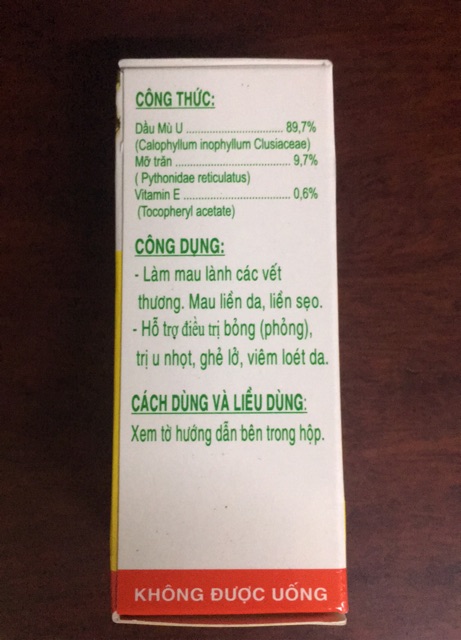 CÔNG THỨC:
Dầu Mù U ................................ 89,7%
(Calophyllum inophyllum Clusiaceae)
Mỡ trăn ...................................... 9,7%
( Pythonidae reticulatus)
Vitamin E ................................... 0,6%
(Tocopheryl acetate)
CÔNG DỤNG:
- Làm mau lành các vết
thương. Mau liền da, liền sẹo.
- Hỗ trợ điều trị bỏng (phỏng),
trị u nhọt, ghẻ lở, viêm loét da.
CÁCH DÙNG VÀ LIỀU DÙNG:
Xem tờ hướng dẫn bên trong hộp.
KHÔNG ĐƯỢC UỐNG